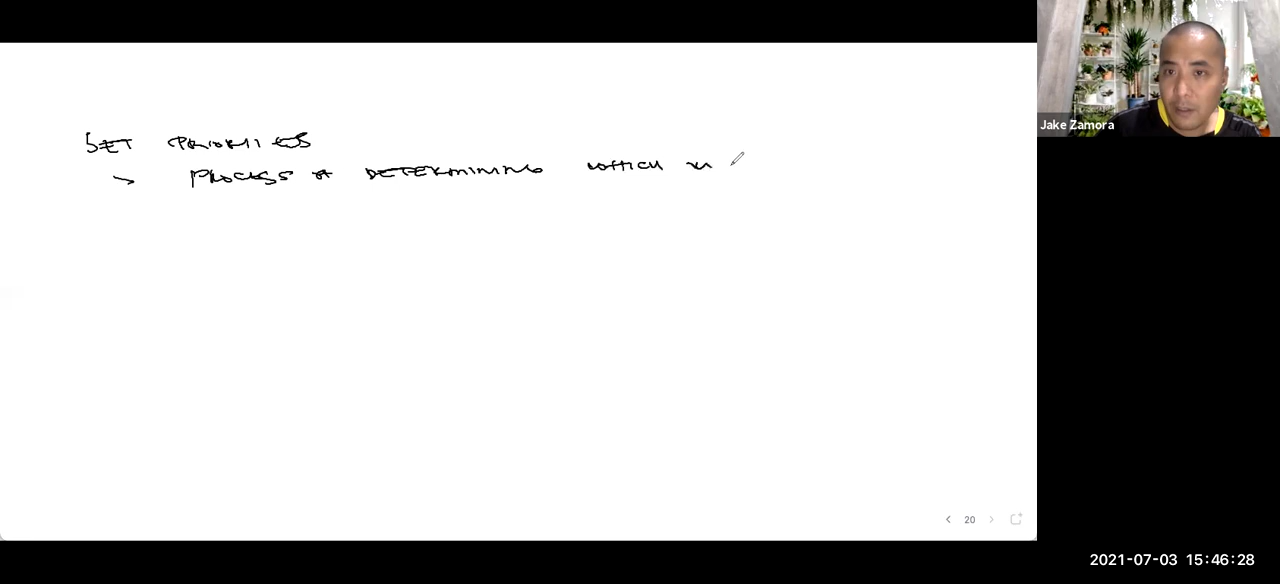 SET PRIORITIES
→ PROCESS OF DETERMINING WHICH
Jake Zamora
< 20 >
2021-07-03 15:46:28